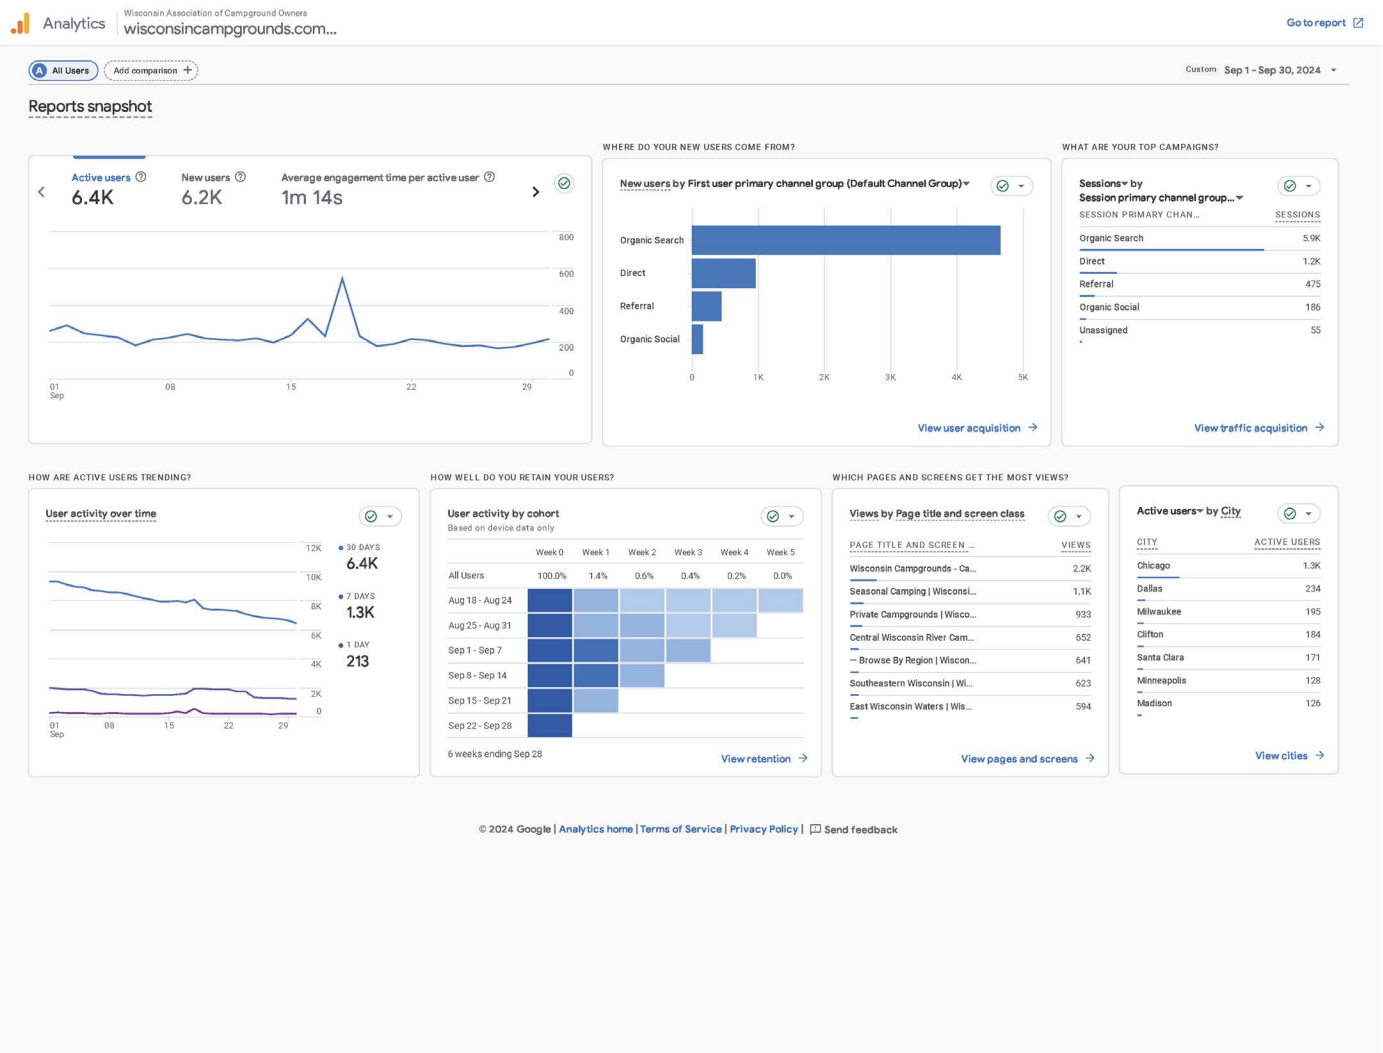 Analytics
Wisconsin Association of Campground Owners
wisconsincampgrounds.com...
Go to report
A All Users
Add comparison +
Custom Sep 1 - Sep 30, 2024
Reports snapshot
Active users
6.4K
New users
6.2K
Average engagement time per active user
1m 14s
800
600
400
200
0
01
Sep
08
15
22
29
WHERE DO YOUR NEW USERS COME FROM?
New users by First user primary channel group (Default Channel Group)
Organic Search
Direct
Referral
Organic Social
0
1K
2K
3K
4K
5K
View user acquisition
WHAT ARE YOUR TOP CAMPAIGNS?
Sessions by
Session primary channel group...
SESSION PRIMARY CHAN... SESSIONS
Organic Search 5.9K
Direct 1.2K
Referral 475
Organic Social 186
Unassigned 55
View traffic acquisition
HOW ARE ACTIVE USERS TRENDING?
User activity over time
12K
10K
8K
6K
4K
2K
0
01
Sep
08
15
22
29
30 DAYS
6.4K
7 DAYS
1.3K
1 DAY
213
HOW WELL DO YOU RETAIN YOUR USERS?
User activity by cohort
Based on device data only
Week 0 Week 1 Week 2 Week 3 Week 4 Week 5
All Users 100.0% 1.4% 0.6% 0.4% 0.2% 0.0%
Aug 18 - Aug 24
Aug 25 - Aug 31
Sep 1 - Sep 7
Sep 8 - Sep 14
Sep 15 - Sep 21
Sep 22 - Sep 28
6 weeks ending Sep 28
View retention
WHICH PAGES AND SCREENS GET THE MOST VIEWS?
Views by Page title and screen class
PAGE TITLE AND SCREEN ... VIEWS
Wisconsin Campgrounds - Ca... 2.2K
Seasonal Camping | Wisconsi... 1.1K
Private Campgrounds | Wisco... 933
Central Wisconsin River Cam... 652
— Browse By Region | Wiscon... 641
Southeastern Wisconsin | Wi... 623
East Wisconsin Waters | Wis... 594
View pages and screens
Active users by City
CITY ACTIVE USERS
Chicago 1.3K
Dallas 234
Milwaukee 195
Clifton 184
Santa Clara 171
Minneapolis 128
Madison 126
View cities
© 2024 Google | Analytics home | Terms of Service | Privacy Policy | Send feedback